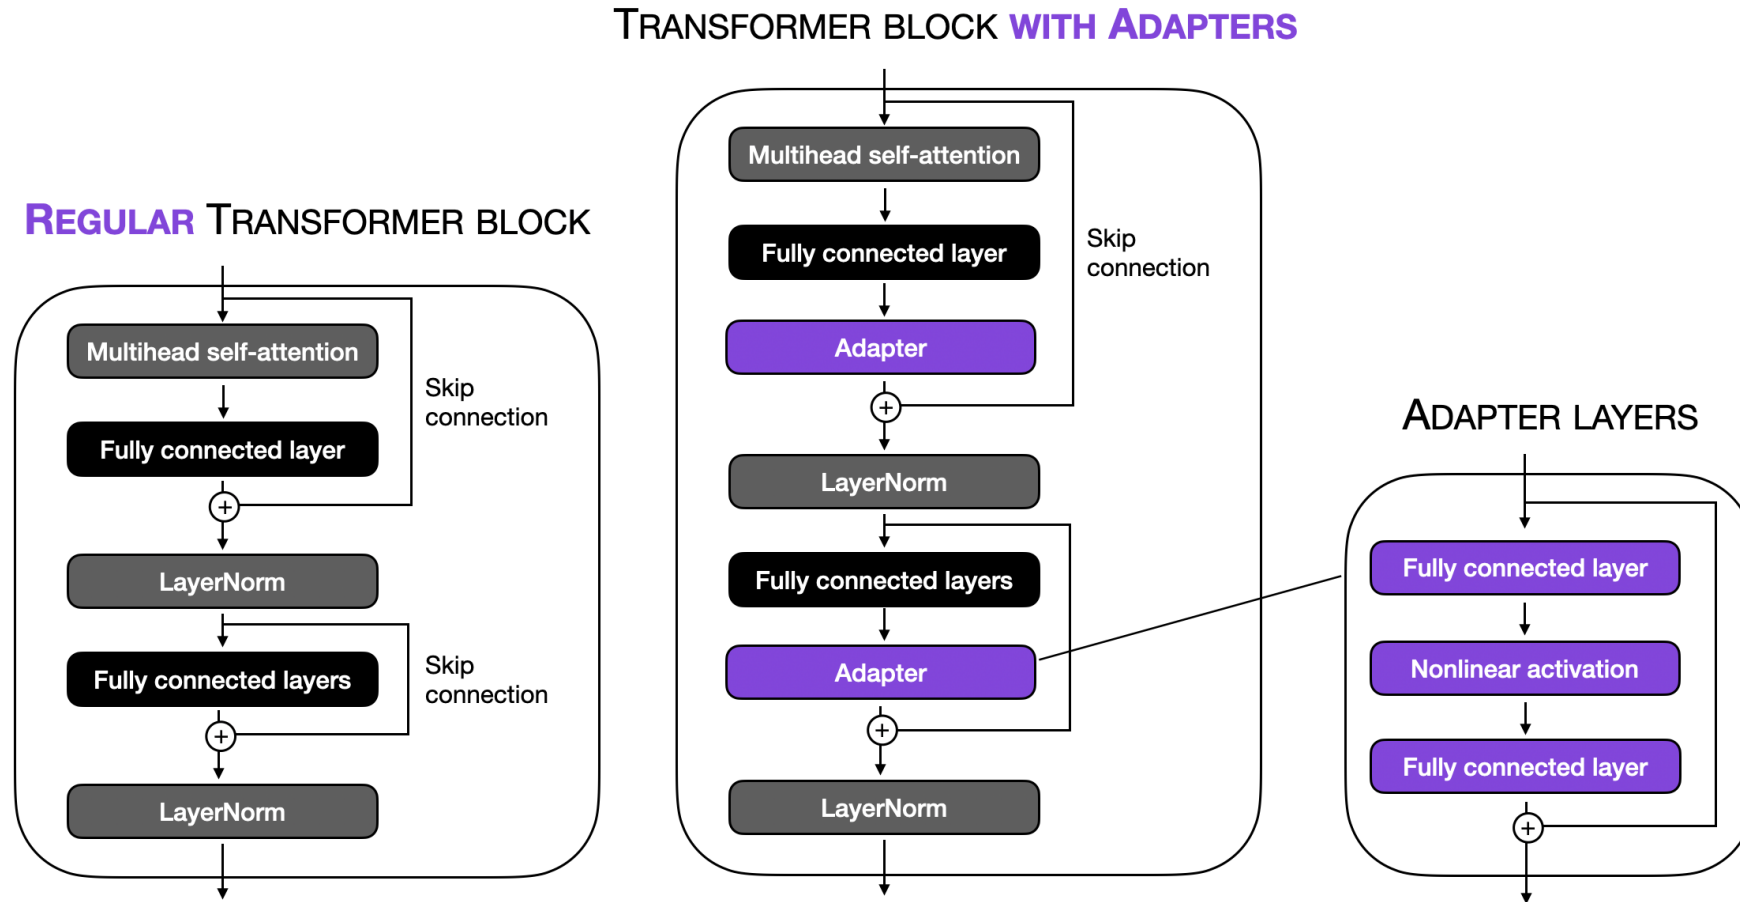 REGULAR TRANSFORMER BLOCK
Multihead self-attention
Fully connected layer
Skip
connection
+
LayerNorm
Fully connected layers
Skip
connection
+
LayerNorm
TRANSFORMER BLOCK WITH ADAPTERS
Multihead self-attention
Fully connected layer
Skip
connection
Adapter
+
LayerNorm
Fully connected layers
Adapter
+
LayerNorm
ADAPTER LAYERS
Fully connected layer
Nonlinear activation
Fully connected layer
+